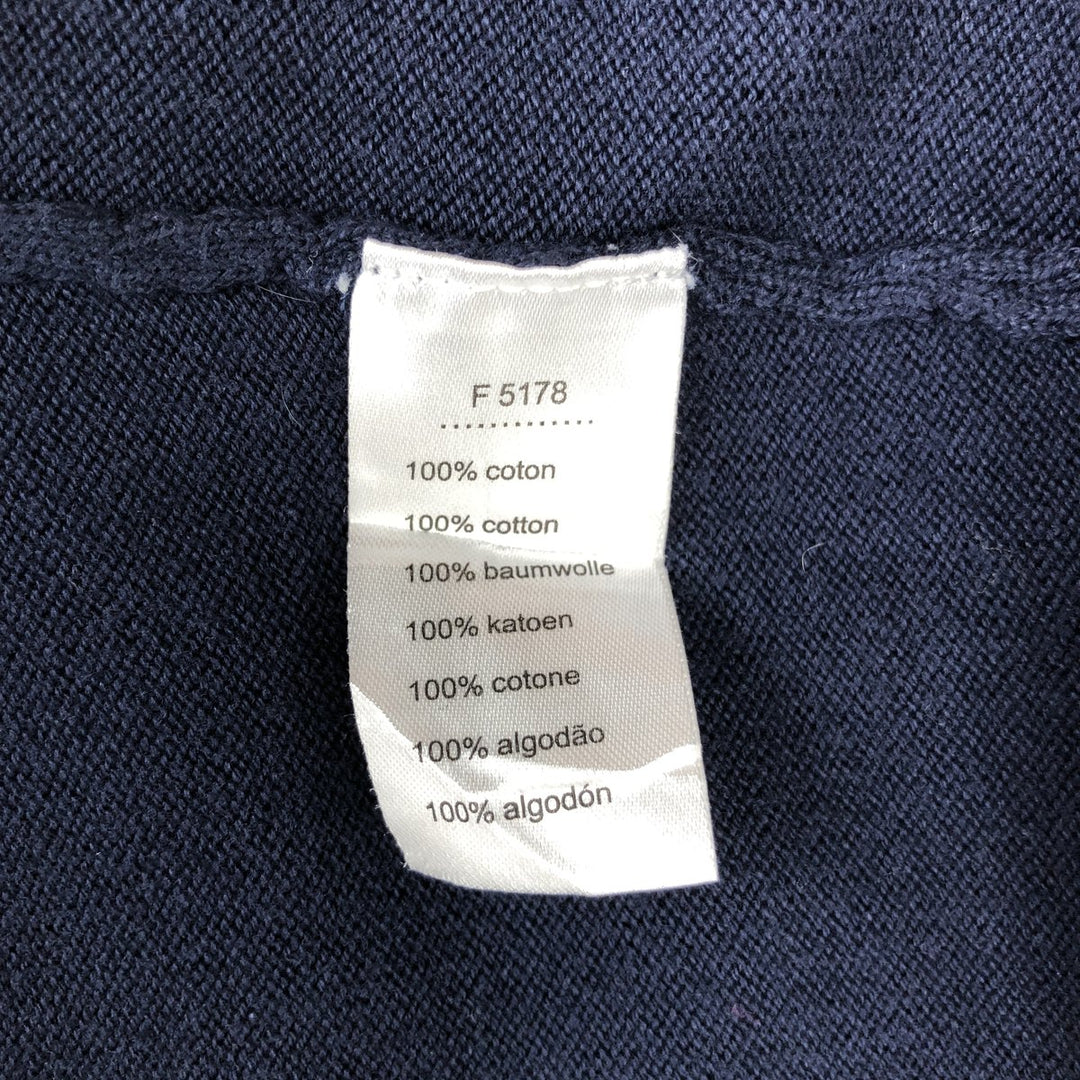 F 5178
100% coton
100% cotton
100% baumwolle
100% katoen
100% cotone
100% algodão
100% algodón